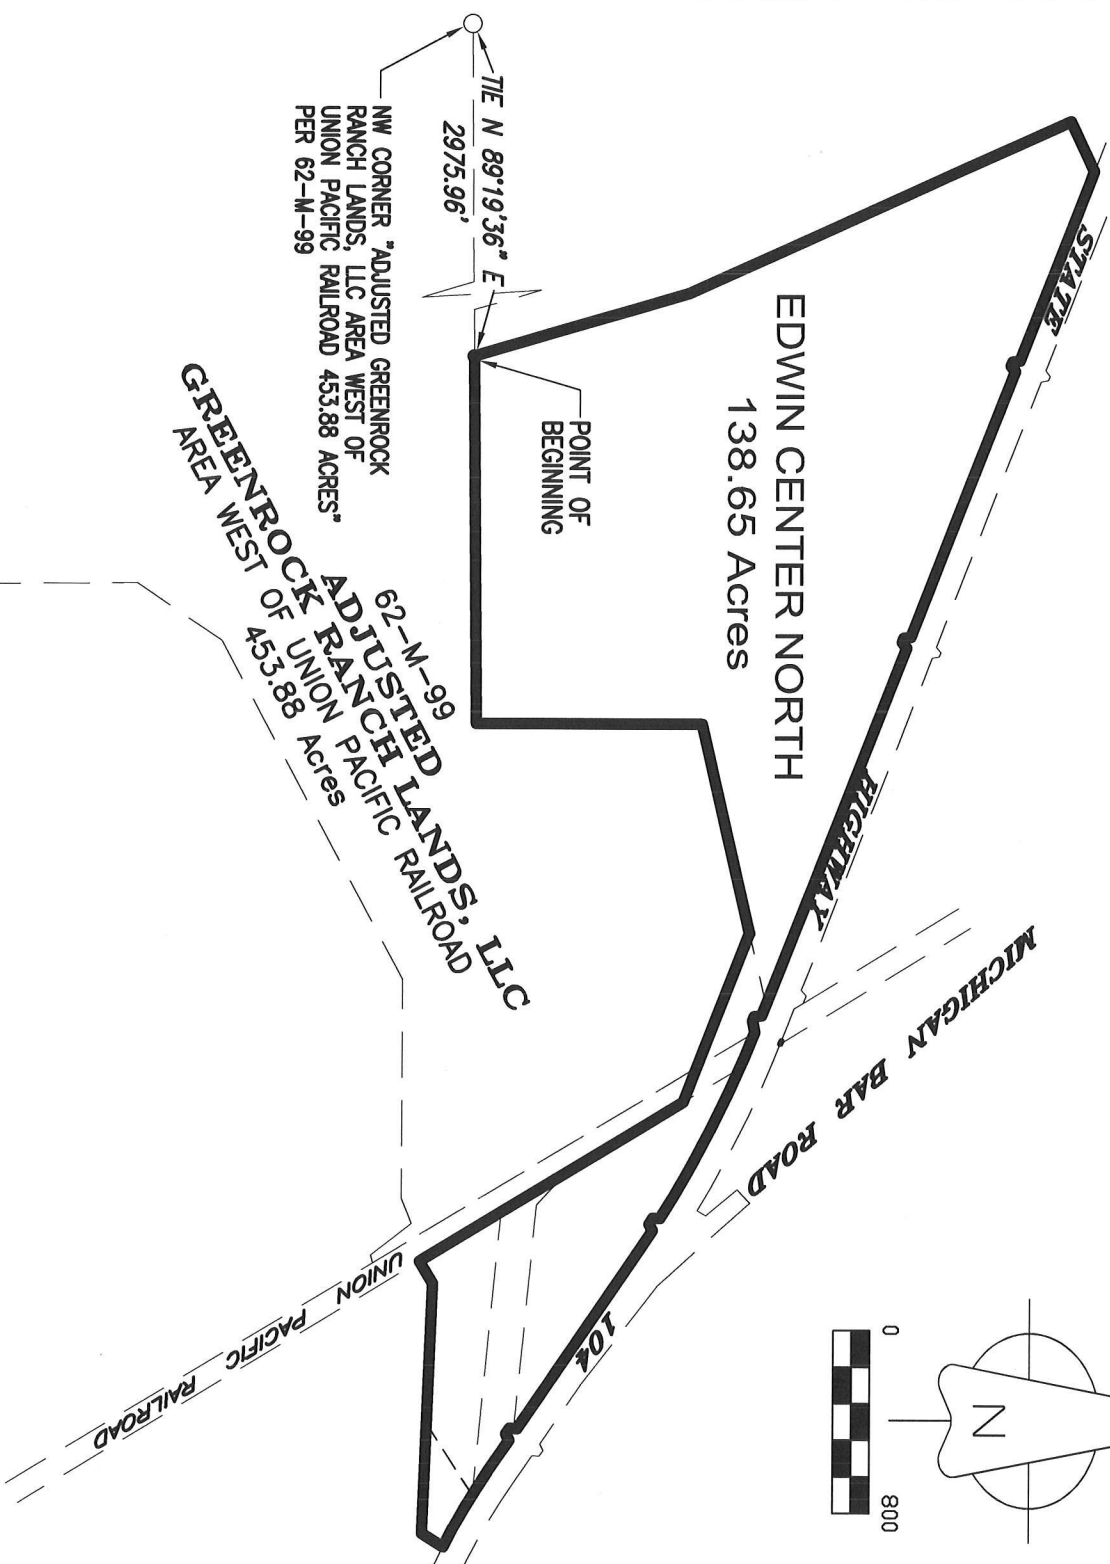 STATE
HIGHWAY
104
MICHIGAN BAR ROAD
EDWIN CENTER NORTH
138.65 Acres
POINT OF
BEGINNING
TIE N 89°19'36" E
2975.96'
NW CORNER "ADJUSTED GREENROCK
RANCH LANDS, LLC AREA WEST OF
UNION PACIFIC RAILROAD 453.88 ACRES"
PER 62-M-99
62-M-99
ADJUSTED
GREENROCK RANCH LANDS, LLC
AREA WEST OF UNION PACIFIC RAILROAD
453.88 Acres
UNION PACIFIC RAILROAD
N
0 800